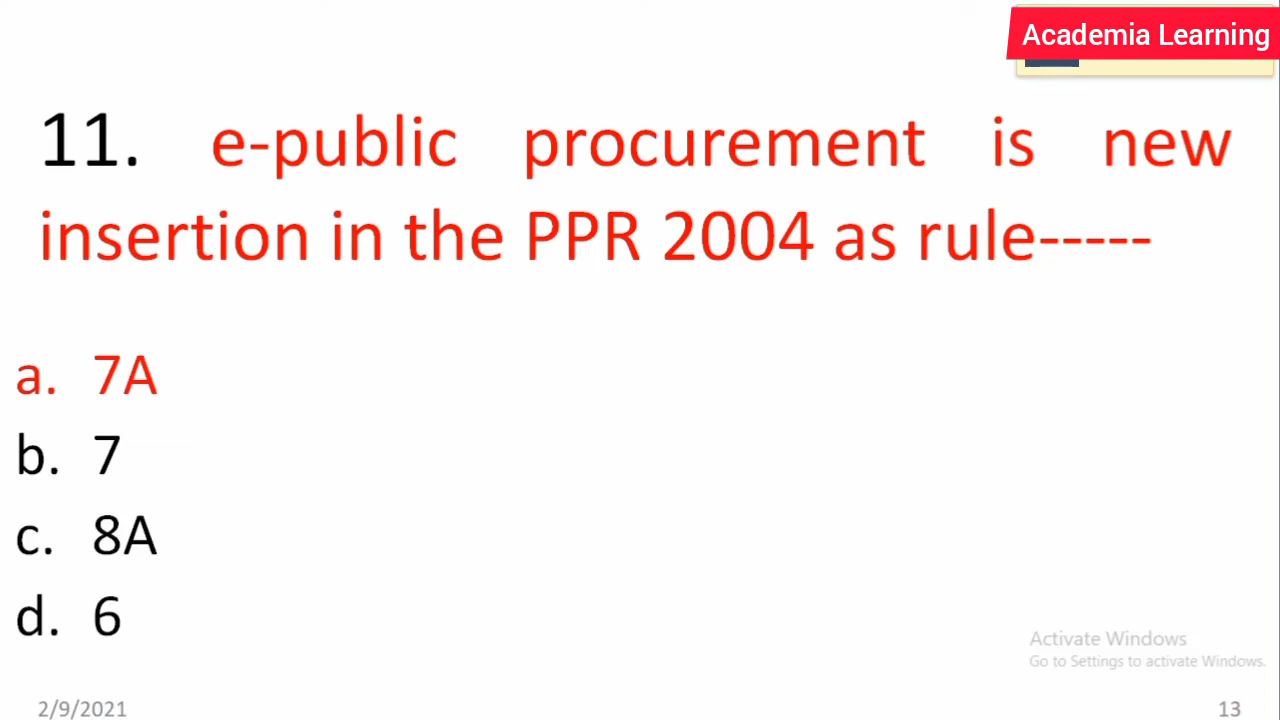 Academia Learning
11. e-public procurement is new
insertion in the PPR 2004 as rule-----
a. 7A
b. 7
c. 8A
d. 6
Activate Windows
Go to Settings to activate Windows.
2/9/2021
13